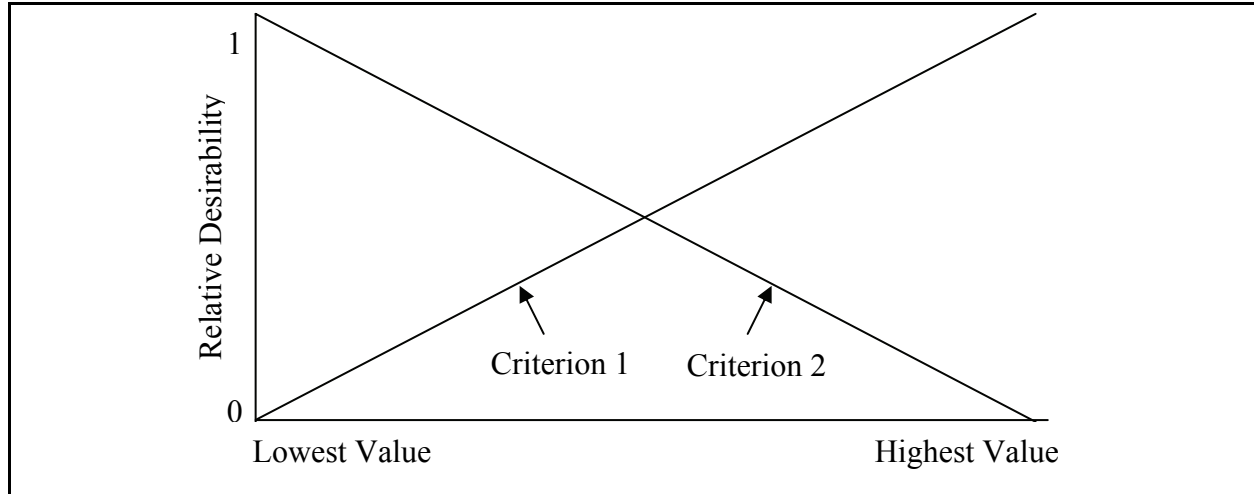 1
Relative Desirability
Criterion 1
Criterion 2
0
Lowest Value
Highest Value